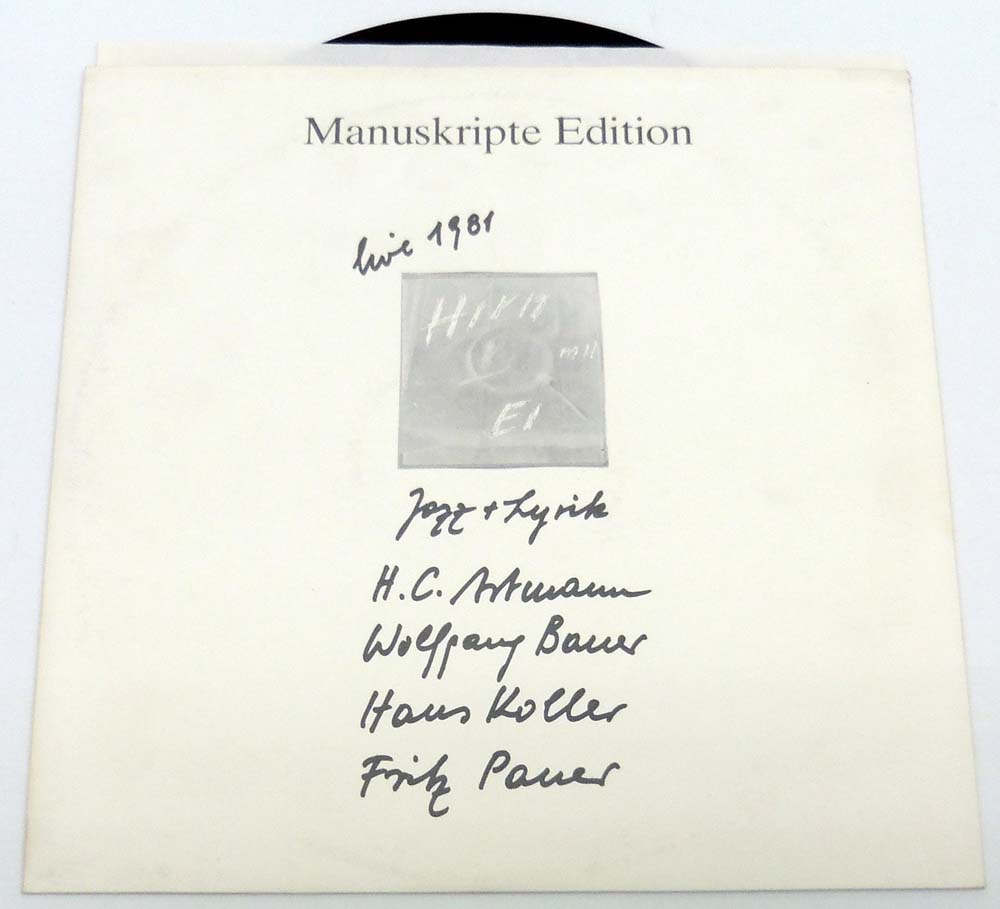 Manuskripte Edition
live 1981
HIRN
mit
EI
Jazz + Lyrik
H.C. Artmann
Wolfgang Bauer
Hans Koller
Fritz Pauer